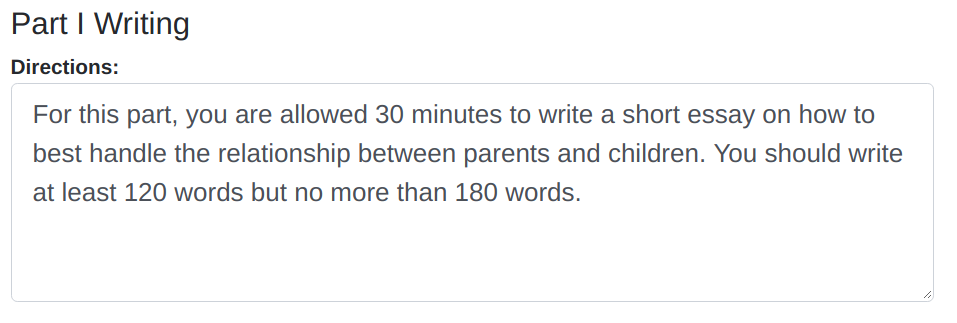 Part I Writing
Directions:
For this part, you are allowed 30 minutes to write a short essay on how to
best handle the relationship between parents and children. You should write
at least 120 words but no more than 180 words.